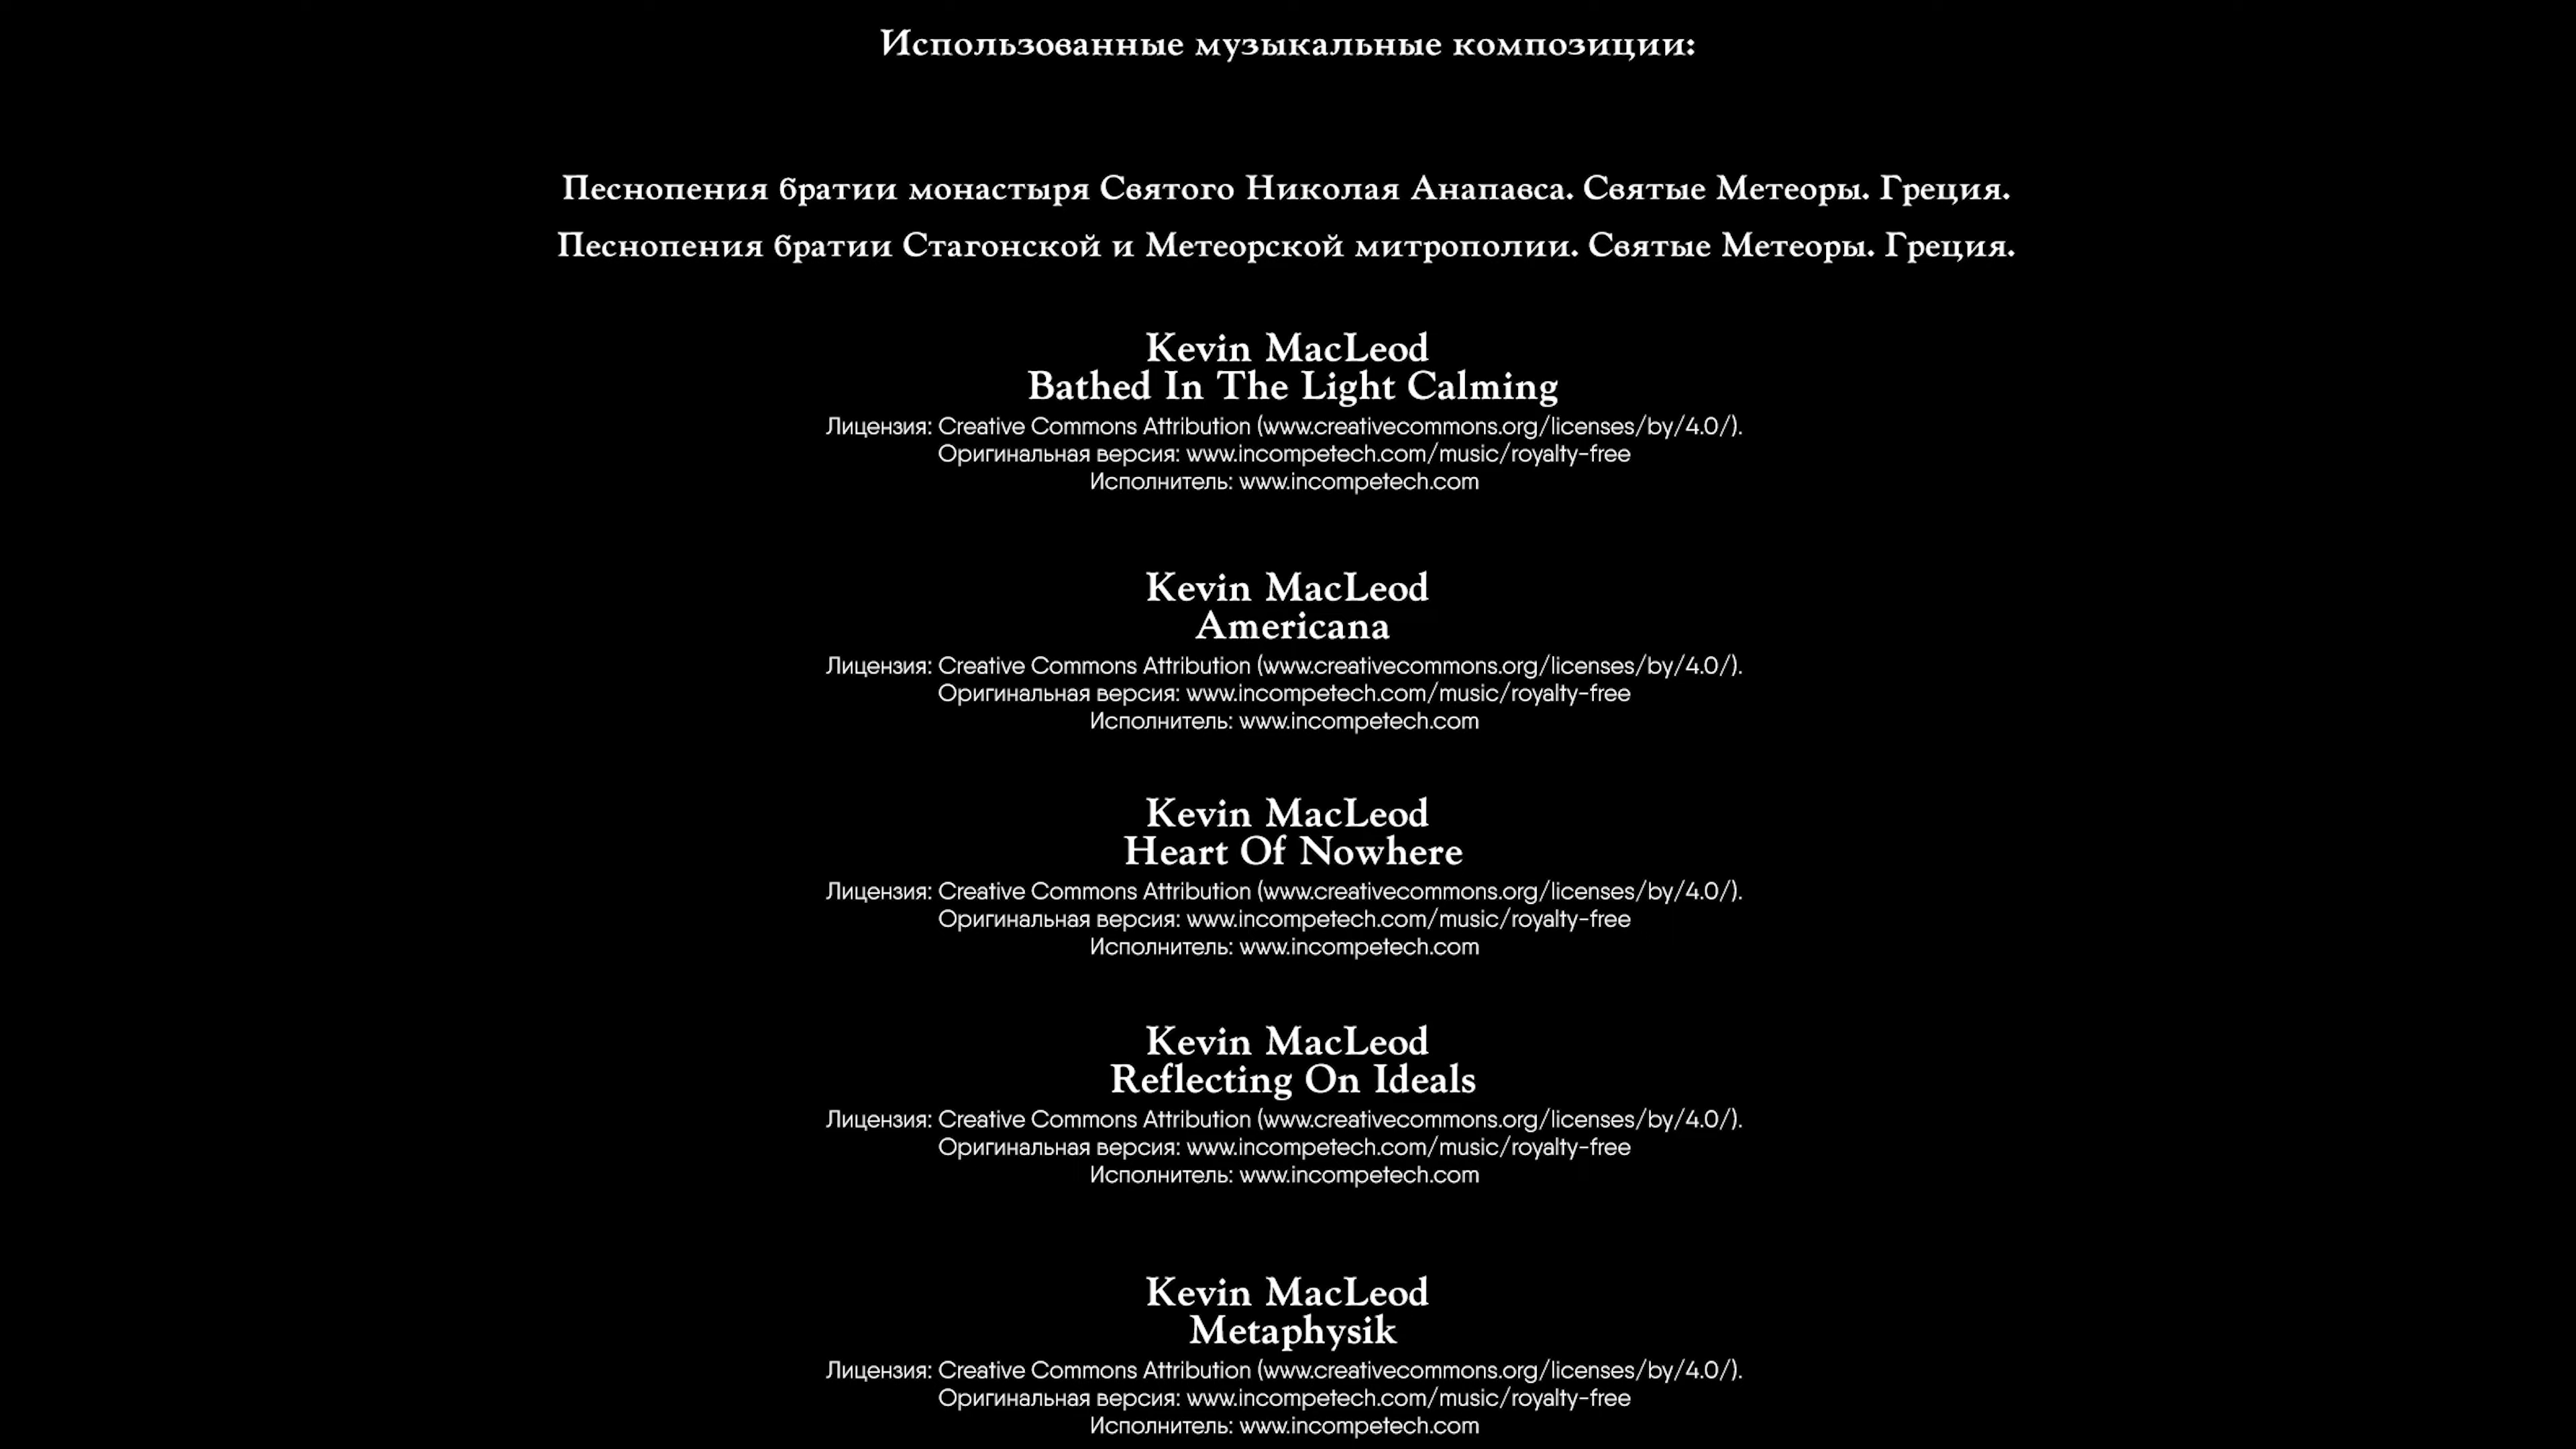 Использованные музыкальные композиции:
Песнопения братии монастыря Святого Николая Анапавса. Святые Метеоры. Греция.
Песнопения братии Стагонской и Метеорской митрополии. Святые Метеоры. Греция.
Kevin MacLeod
Bathed In The Light Calming
Лицензия: Creative Commons Attribution (www.creativecommons.org/licenses/by/4.0/).
Оригинальная версия: www.incompetech.com/music/royalty-free
Исполнитель: www.incompetech.com
Kevin MacLeod
Americana
Лицензия: Creative Commons Attribution (www.creativecommons.org/licenses/by/4.0/).
Оригинальная версия: www.incompetech.com/music/royalty-free
Исполнитель: www.incompetech.com
Kevin MacLeod
Heart Of Nowhere
Лицензия: Creative Commons Attribution (www.creativecommons.org/licenses/by/4.0/).
Оригинальная версия: www.incompetech.com/music/royalty-free
Исполнитель: www.incompetech.com
Kevin MacLeod
Reflecting On Ideals
Лицензия: Creative Commons Attribution (www.creativecommons.org/licenses/by/4.0/).
Оригинальная версия: www.incompetech.com/music/royalty-free
Исполнитель: www.incompetech.com
Kevin MacLeod
Metaphysik
Лицензия: Creative Commons Attribution (www.creativecommons.org/licenses/by/4.0/).
Оригинальная версия: www.incompetech.com/music/royalty-free
Исполнитель: www.incompetech.com